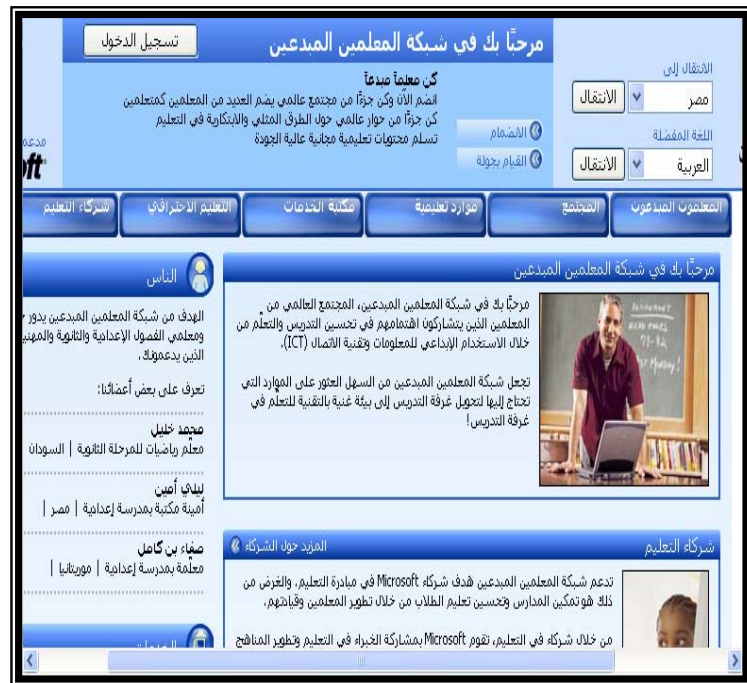 مرحبًا بك في شبكة المعلمين المبدعين
تسجيل الدخول
الانتقال إلى
مصر
الانتقال
اللغة المفضلة
العربية
الانتقال
كن معلِماً مبدعاً
انضم الآن وكن جزءًا من مجتمع عالمي يضم العديد من المعلمين كمتعلمين
كن جزءًا من حوار عالمي حول الطرق المثلى والابتكارية في التعليم
تسلم محتويات تعليمية مجانية عالية الجودة
الانضمام
القيام بجولة
المعلمون المبدعون
المجتمع
موارد تعليمية
مكتبة الخدمات
التعليم الاحترافي
شركاء التعليم
مرحبًا بك في شبكة المعلمين المبدعين
مرحبًا بك في شبكة المعلمين المبدعين، المجتمع العالمي من
المعلمين الذين يتشاركون اهتمامهم في تحسين التدريس والتعلّم من
خلال الاستخدام الإبداعي للمعلومات وتقنية الاتصال (ICT).
تجعل شبكة المعلمين المبدعين من السهل العثور على الموارد التي
تحتاج إليها لتحويل غرفة التدريس إلى بيئة غنية بالتقنية للتعلّم في
غرفة التدريس!
شركاء التعليم
المزيد حول الشركاء
تدعم شبكة المعلمين المبدعين هدف شركاء Microsoft في مبادرة التعليم، والغرض من
ذلك هو تمكين المدارس وتحسين تعليم الطلاب من خلال تطوير المعلمين وقيادتهم.
من خلال شركاء في التعليم، تقوم Microsoft بمشاركة الخبراء في التعليم وتطوير المناهج
الناس
الهدف من شبكة المعلمين المبدعين يدور
ومعلمي الفصول الإعدادية والثانوية والمهني
الذين يدعمونك.
تعرف على بعض أعضائنا:
محمد خليل
معلم رياضيات للمرحلة الثانوية | السودان
ليلي أمين
أمينة مكتبة بمدرسة إعدادية | مصر |
صفاء بن كامل
معلمة بمدرسة إعدادية | موريتانيا |
الخدمات